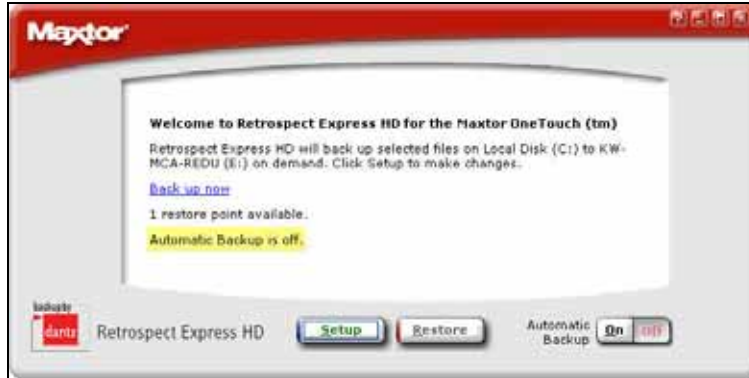 Maxtor
Welcome to Retrospect Express HD for the Maxtor OneTouch (tm)
Retrospect Express HD will back up selected files on Local Disk (C:) to KW-
MCA-REDU (E:) on demand. Click Setup to make changes.
Back up now
1 restore point available.
Automatic Backup is off.
backup by
dantz
Retrospect Express HD
Setup
Restore
Automatic
Backup
On
Off